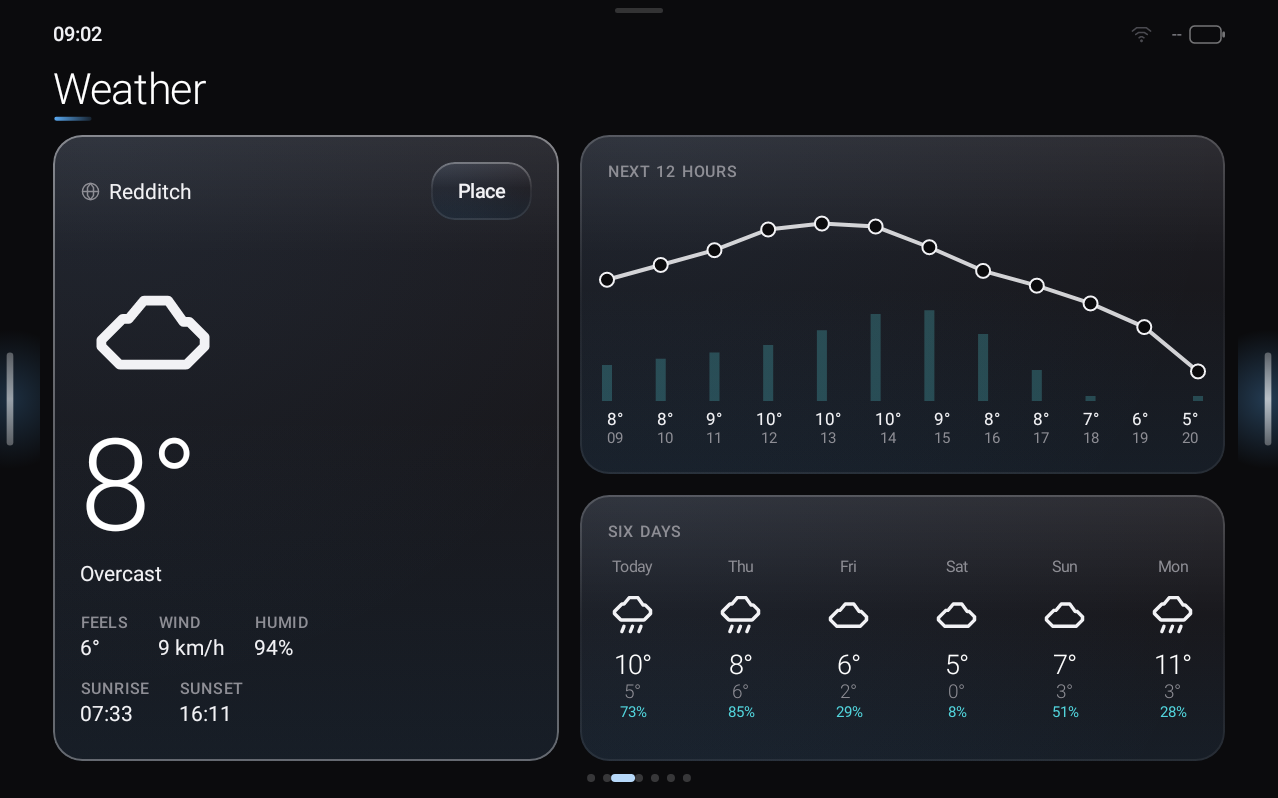 09:02
--
Weather
Redditch
Place
8°
Overcast
FEELS WIND HUMID
6° 9 km/h 94%
SUNRISE SUNSET
07:33 16:11
NEXT 12 HOURS
8° 8° 9° 10° 10° 10° 9° 8° 8° 7° 6° 5°
09 10 11 12 13 14 15 16 17 18 19 20
SIX DAYS
Today Thu Fri Sat Sun Mon
10° 8° 6° 5° 7° 11°
5° 6° 2° 0° 3° 3°
73% 85% 29% 8% 51% 28%